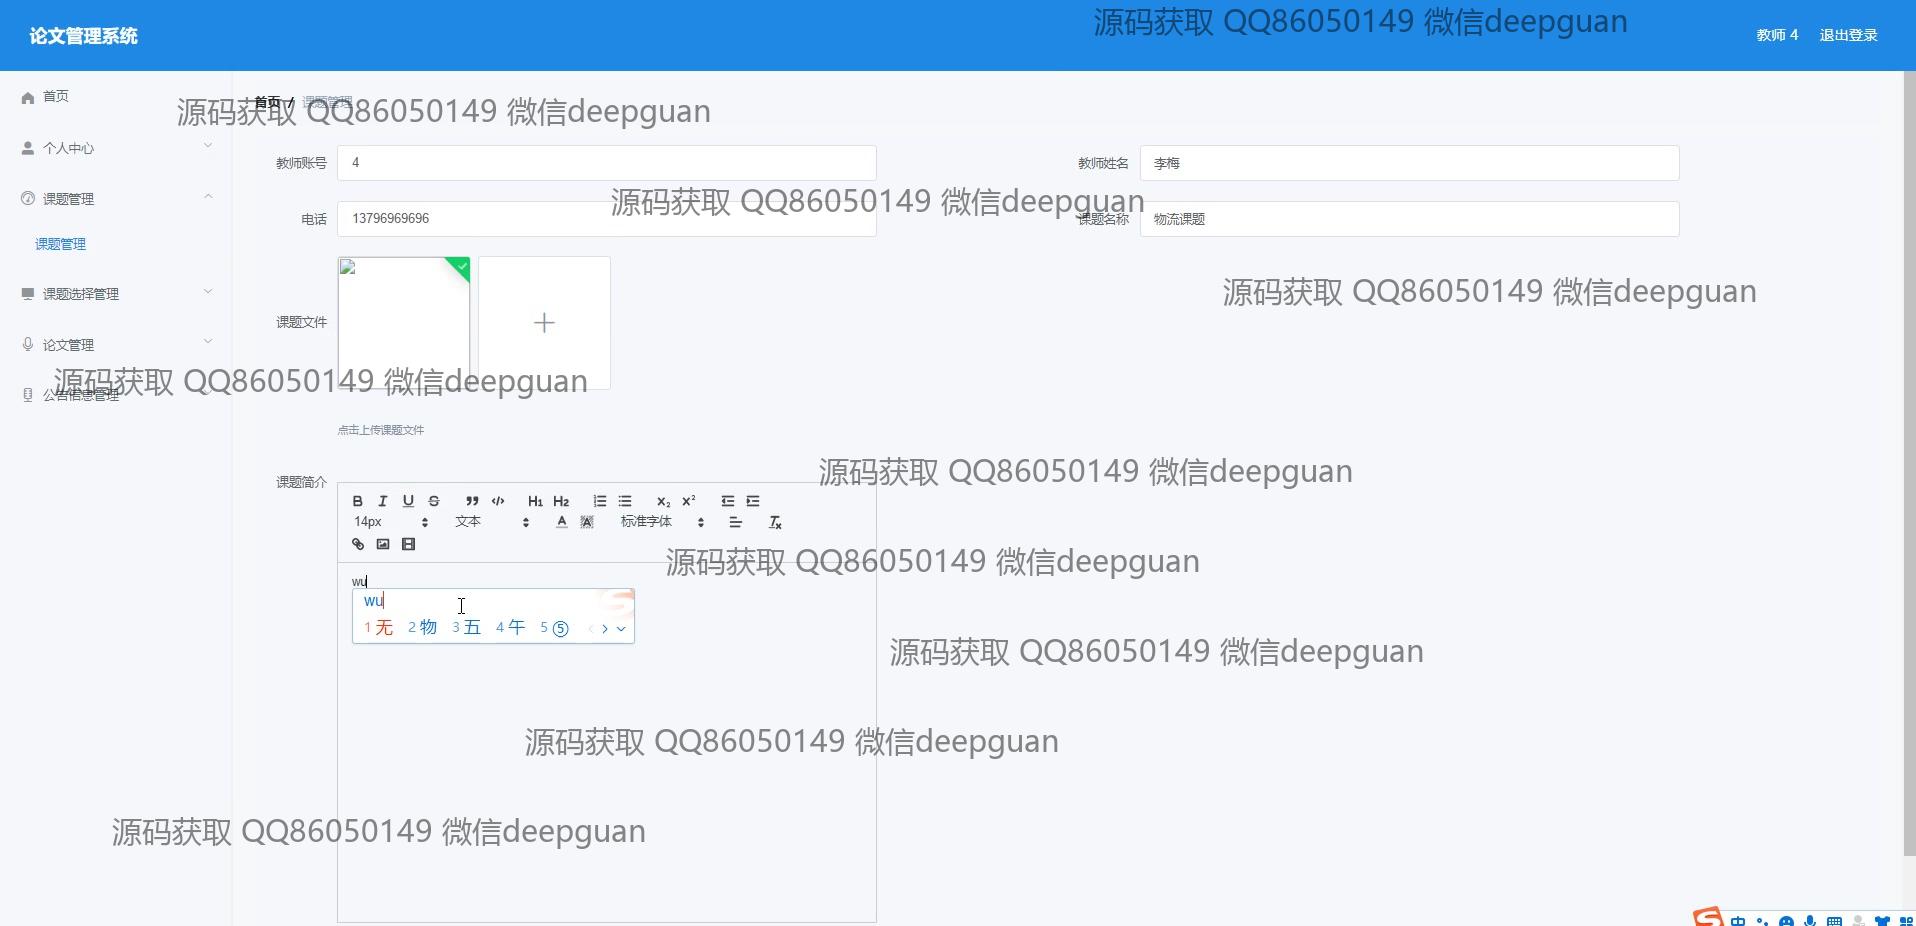 论文管理系统
源码获取 QQ86050149 微信deepguan
教师 4 退出登录
首页
首页 / 课题管理
源码获取 QQ86050149 微信deepguan
个人中心
教师账号 4
教师姓名 李梅
课题管理
源码获取 QQ86050149 微信deepguan
电话 13796969696
课题名称 物流课题
课题管理
课题选择管理
源码获取 QQ86050149 微信deepguan
课题文件
论文管理
源码获取 QQ86050149 微信deepguan
公告信息管理
点击上传课题文件
源码获取 QQ86050149 微信deepguan
课题简介
B I U S ” </> H1 H2 X2 X2
14px 文本 A A 标准字体 Tx
源码获取 QQ86050149 微信deepguan
wu
wu
1 无 2 物 3 五 4 午 5 ⑤
源码获取 QQ86050149 微信deepguan
源码获取 QQ86050149 微信deepguan
源码获取 QQ86050149 微信deepguan
中